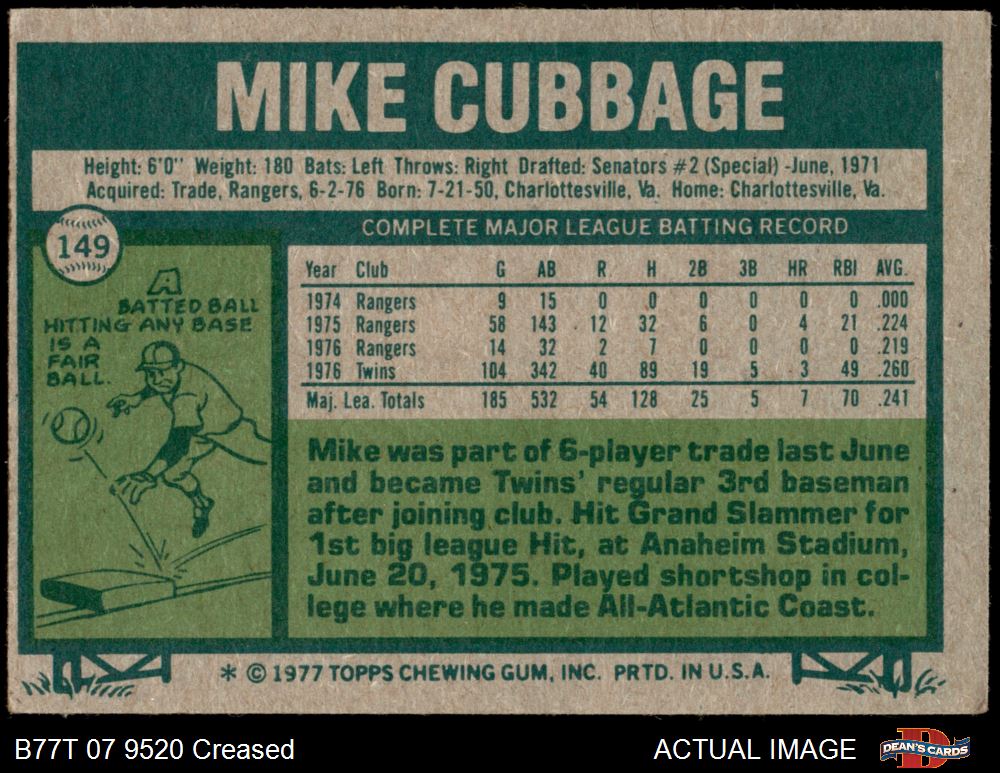 MIKE CUBBAGE
Height: 6'0" Weight: 180 Bats: Left Throws: Right Drafted: Senators #2 (Special) -June, 1971
Acquired: Trade, Rangers, 6-2-76 Born: 7-21-50, Charlottesville, Va. Home: Charlottesville, Va.
149
COMPLETE MAJOR LEAGUE BATTING RECORD
Year Club G AB R H 2B 3B HR RBI AVG.
1974 Rangers 9 15 0 0 0 0 0 0 .000
1975 Rangers 58 143 12 32 6 0 4 21 .224
1976 Rangers 14 32 2 7 0 0 0 0 .219
1976 Twins 104 342 40 89 19 5 3 49 .260
Maj. Lea. Totals 185 532 54 128 25 5 7 70 .241
A
BATTED BALL
HITTING ANY BASE
IS A
FAIR
BALL.
Mike was part of 6-player trade last June
and became Twins' regular 3rd baseman
after joining club. Hit Grand Slammer for
1st big league Hit, at Anaheim Stadium,
June 20, 1975. Played shortshop in col-
lege where he made All-Atlantic Coast.
* © 1977 TOPPS CHEWING GUM, INC. PRTD. IN U.S.A.
B77T 07 9520 Creased ACTUAL IMAGE DEAN'S CARDS